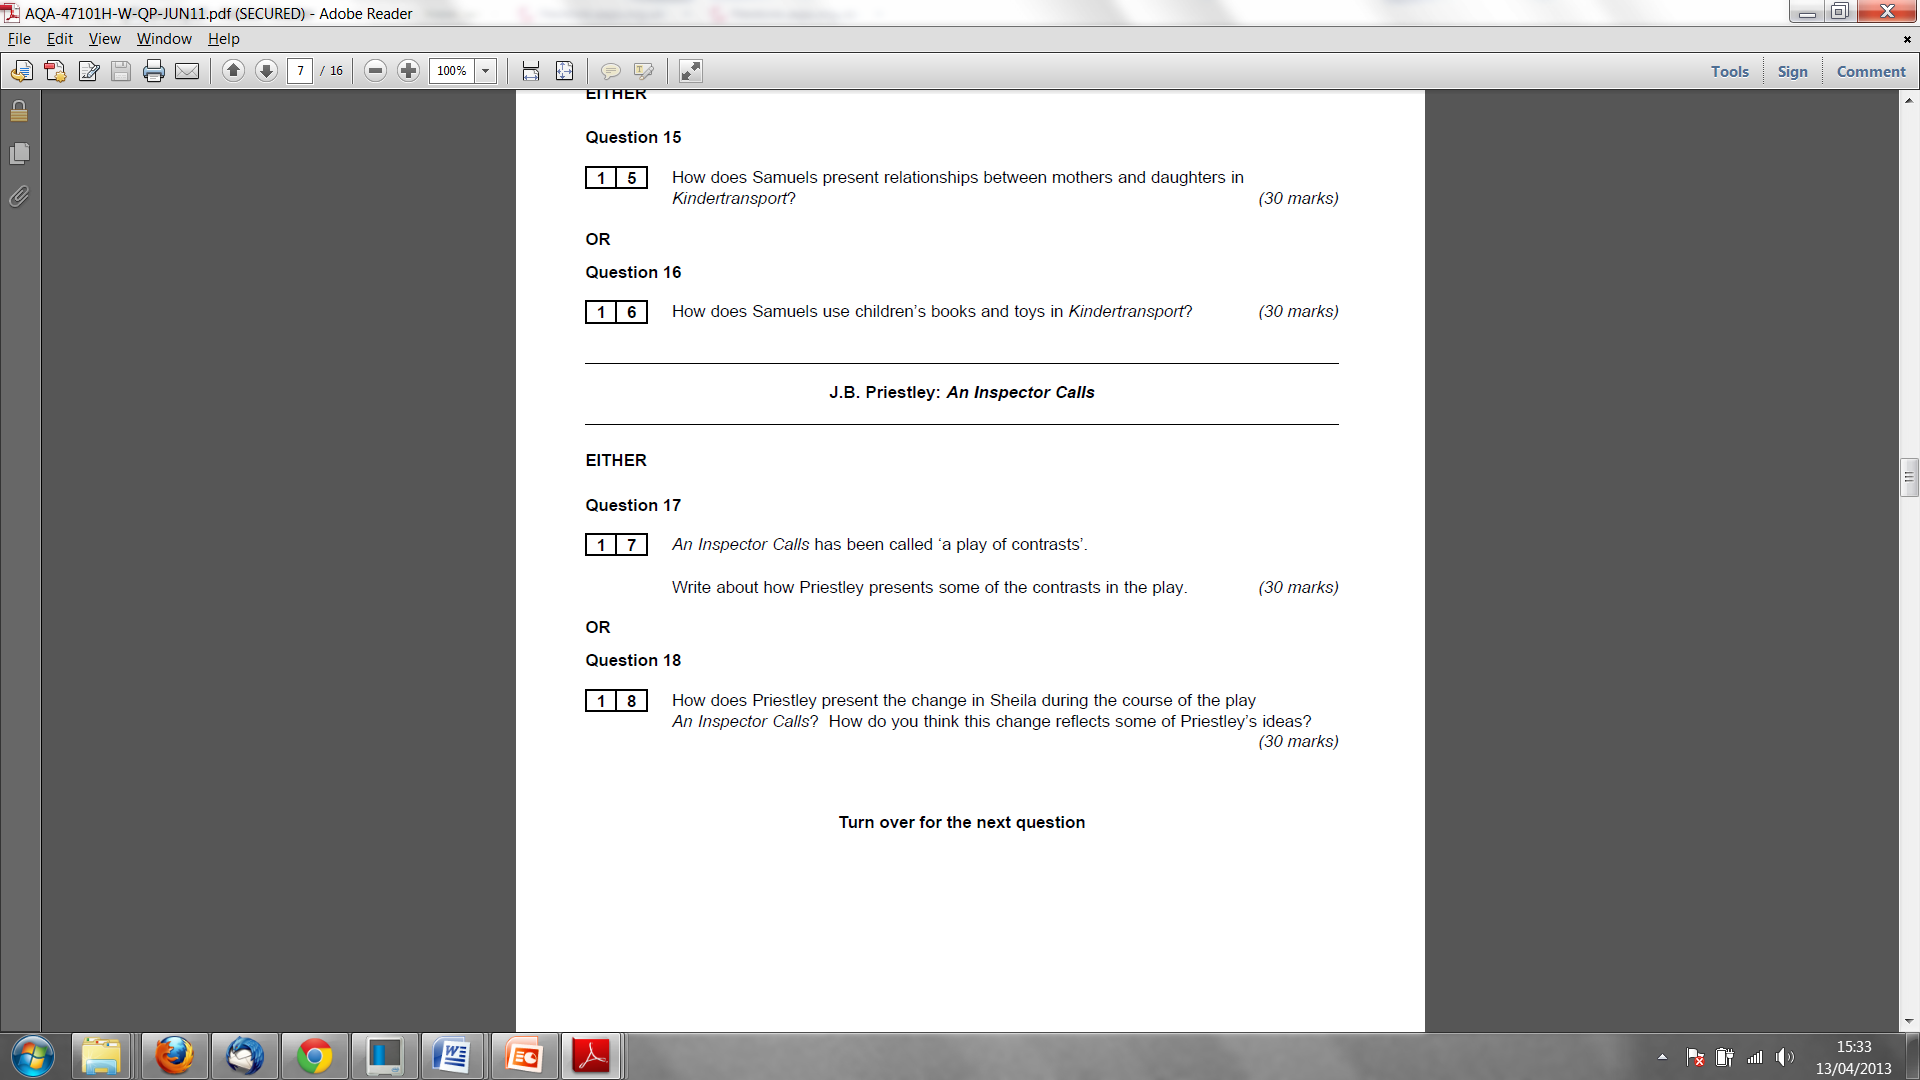 AQA-47101H-W-QP-JUN11.pdf (SECURED) - Adobe Reader
File Edit View Window Help
7 / 16 100% Tools Sign Comment
EITHER
Question 15
1 5 How does Samuels present relationships between mothers and daughters in
Kindertransport? (30 marks)
OR
Question 16
1 6 How does Samuels use children’s books and toys in Kindertransport? (30 marks)
J.B. Priestley: An Inspector Calls
EITHER
Question 17
1 7 An Inspector Calls has been called ‘a play of contrasts’.
Write about how Priestley presents some of the contrasts in the play. (30 marks)
OR
Question 18
1 8 How does Priestley present the change in Sheila during the course of the play
An Inspector Calls? How do you think this change reflects some of Priestley’s ideas?
(30 marks)
Turn over for the next question
15:33
13/04/2013